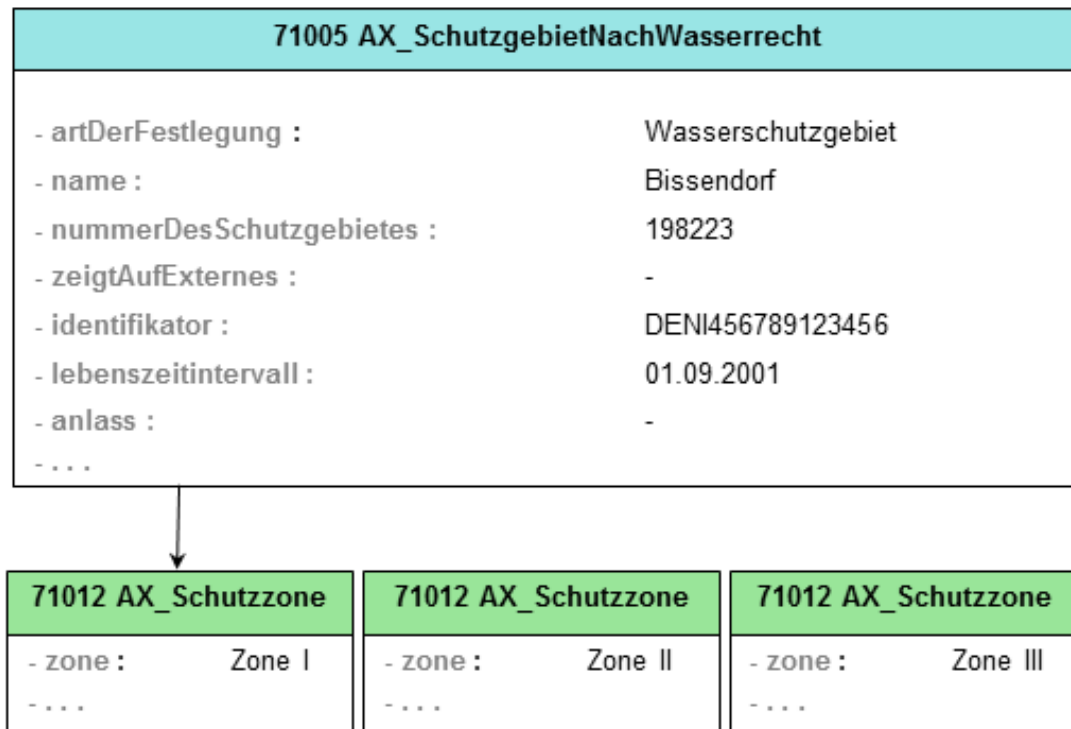 71005 AX_SchutzgebietNachWasserrecht
- artDerFestlegung : Wasserschutzgebiet
- name : Bissendorf
- nummerDesSchutzgebietes : 198223
- zeigtAufExternes : -
- identifikator : DENI456789123456
- lebenszeitintervall : 01.09.2001
- anlass : -
- . . .
71012 AX_Schutzzone
- zone : Zone I
- . . .
71012 AX_Schutzzone
- zone : Zone II
- . . .
71012 AX_Schutzzone
- zone : Zone III
- . . .